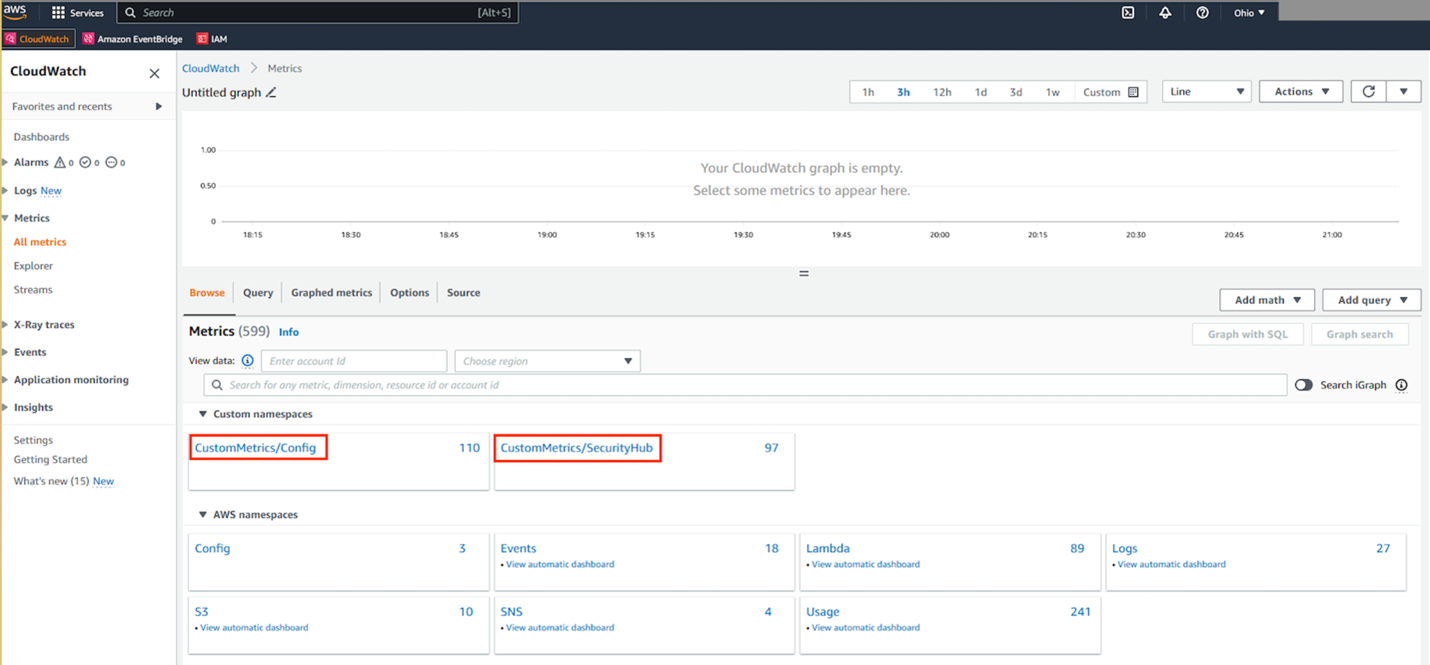 aws Services Search [Alt+S] Ohio
CloudWatch Amazon EventBridge IAM
CloudWatch
Favorites and recents
Dashboards
Alarms 0 0 0
Logs New
Metrics
All metrics
Explorer
Streams
X-Ray traces
Events
Application monitoring
Insights
Settings
Getting Started
What's new (15) New
CloudWatch Metrics
Untitled graph
1h 3h 12h 1d 3d 1w Custom Line Actions
1.00
0.50
0
Your CloudWatch graph is empty.
Select some metrics to appear here.
18:15 18:30 18:45 19:00 19:15 19:30 19:45 20:00 20:15 20:30 20:45 21:00
Browse Query Graphed metrics Options Source Add math Add query
Metrics (599) Info Graph with SQL Graph search
View data: Enter account Id Choose region
Search for any metric, dimension, resource id or account id Search iGraph
Custom namespaces
CustomMetrics/Config 110 CustomMetrics/SecurityHub 97
AWS namespaces
Config 3 Events 18 Lambda 89 Logs 27
• View automatic dashboard • View automatic dashboard • View automatic dashboard
S3 10 SNS 4 Usage 241
• View automatic dashboard • View automatic dashboard • View automatic dashboard